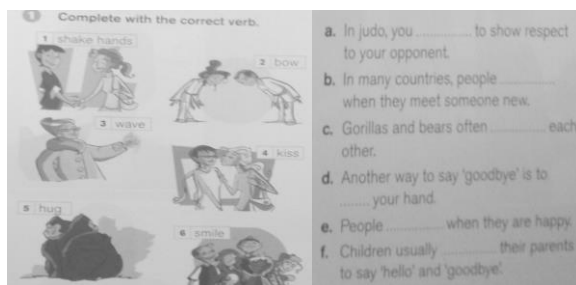 1 Complete with the correct verb.
1 shake hands
2 bow
3 wave
4 kiss
5 hug
6 smile
a. In judo, you .............. to show respect
to your opponent.
b. In many countries, people ..............
when they meet someone new.
c. Gorillas and bears often .............. each
other.
d. Another way to say 'goodbye' is to
........ your hand.
e. People .............. when they are happy.
f. Children usually .............. their parents
to say 'hello' and 'goodbye'.